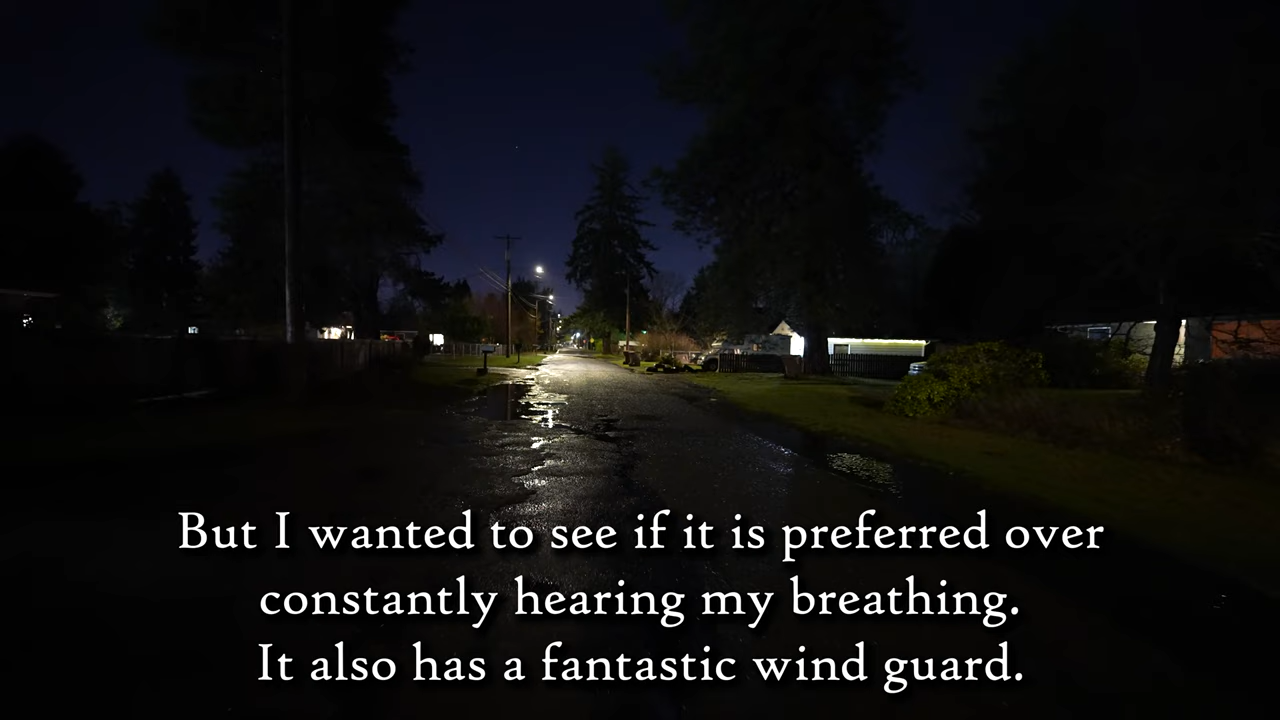 But I wanted to see if it is preferred over
constantly hearing my breathing.
It also has a fantastic wind guard.